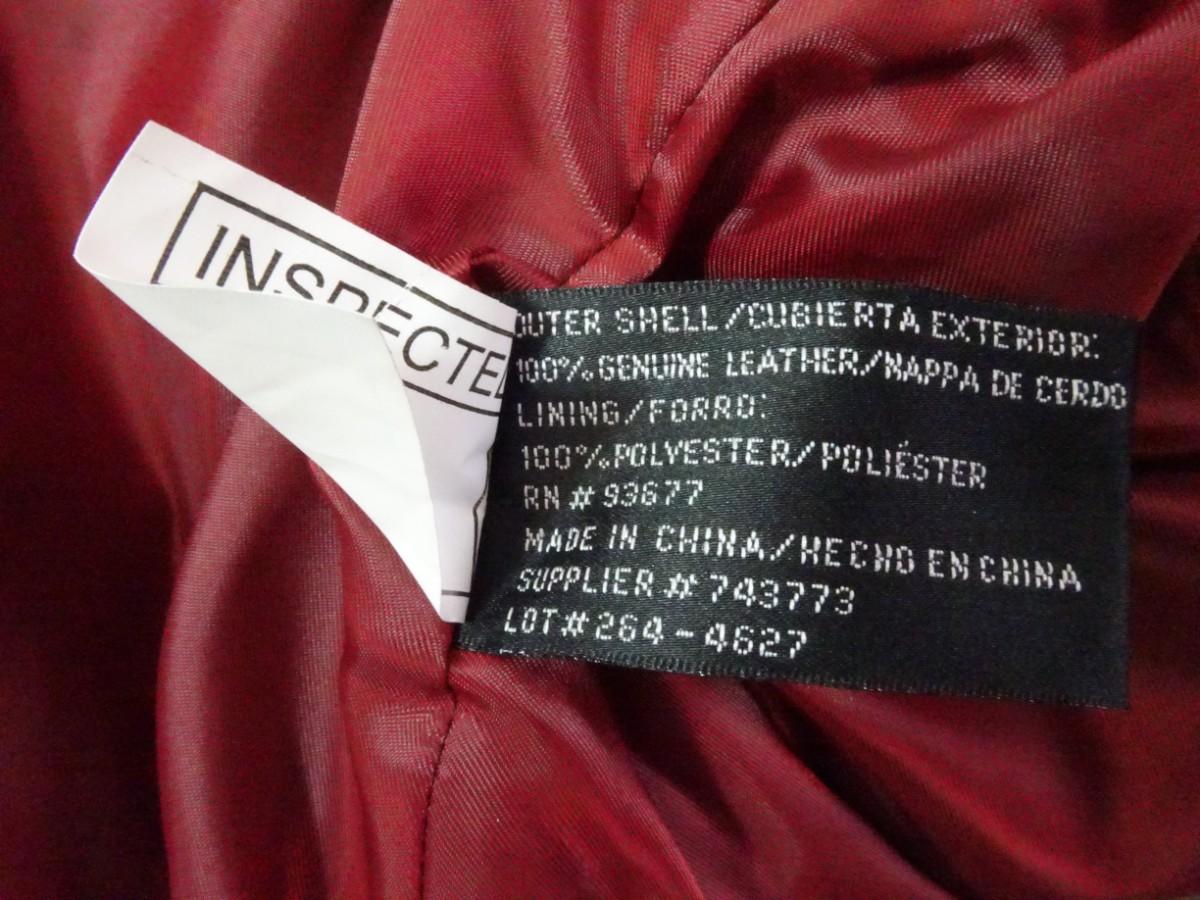 INSPECTED
OUTER SHELL/CUBIERTA EXTERIOR:
100% GENUINE LEATHER/NAPPA DE CERDO
LINING/FORRO:
100% POLYESTER/POLIÉSTER
RN # 93677
MADE IN CHINA/HECHO EN CHINA
SUPPLIER # 743773
LOT# 264-4627